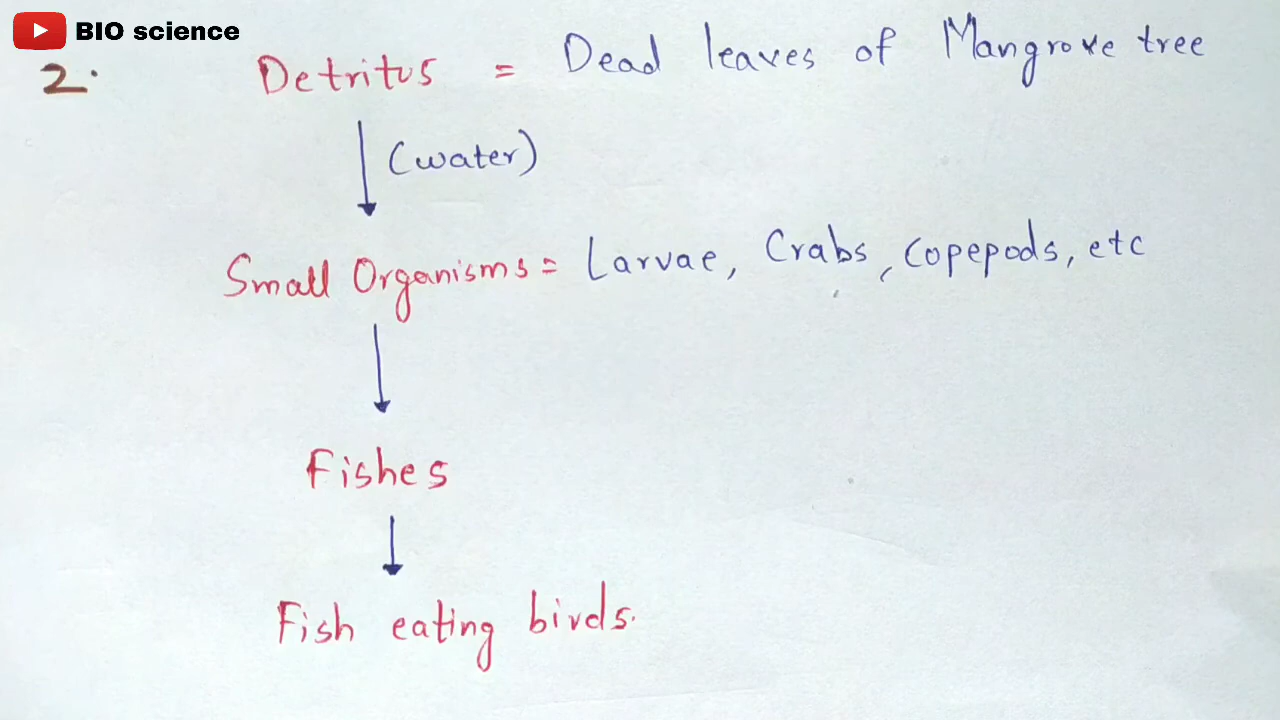 BIO science
2. Detritus = Dead leaves of Mangrove tree
(water)
Small Organisms = Larvae, Crabs, Copepods, etc
Fishes
Fish eating birds.